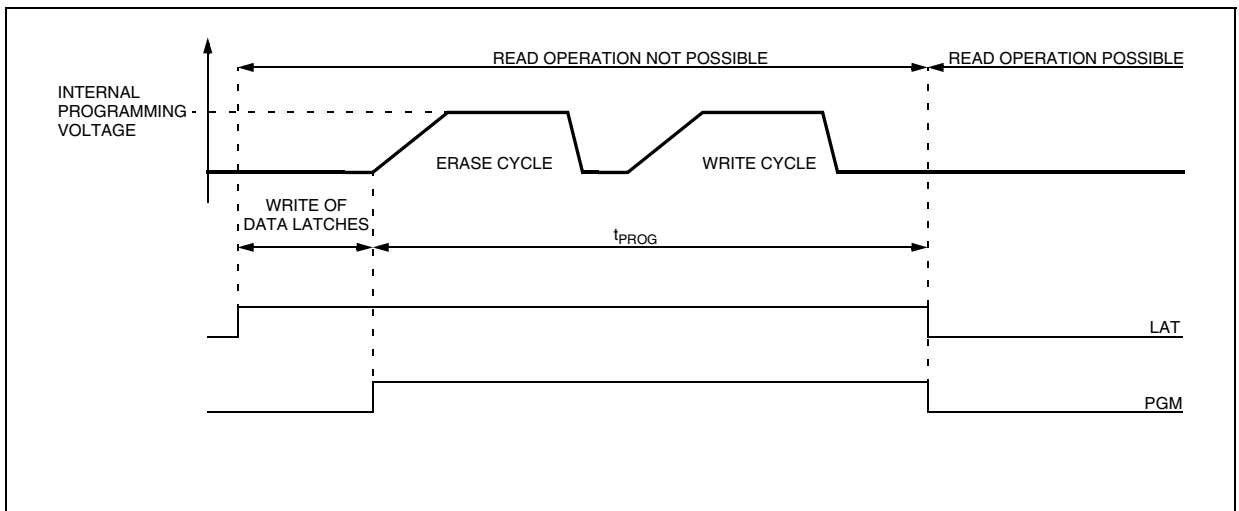 READ OPERATION NOT POSSIBLE
READ OPERATION POSSIBLE
INTERNAL
PROGRAMMING
VOLTAGE
ERASE CYCLE
WRITE CYCLE
WRITE OF
DATA LATCHES
tPROG
LAT
PGM